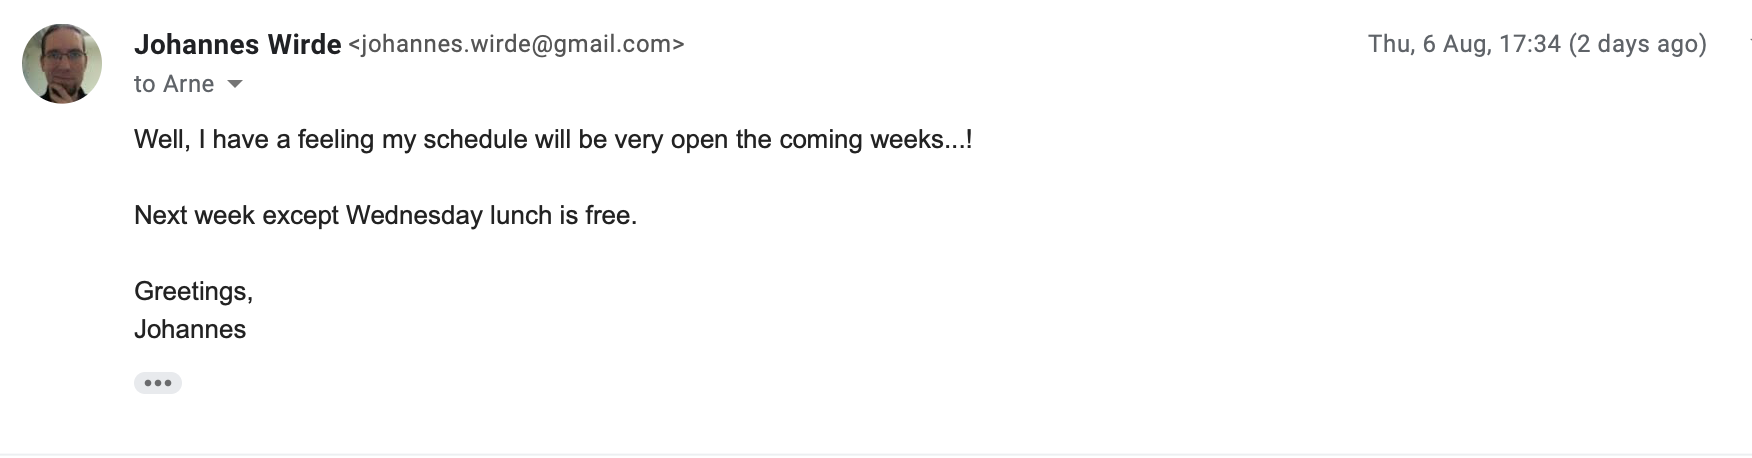 Johannes Wirde <johannes.wirde@gmail.com> Thu, 6 Aug, 17:34 (2 days ago)
to Arne
Well, I have a feeling my schedule will be very open the coming weeks...!
Next week except Wednesday lunch is free.
Greetings,
Johannes